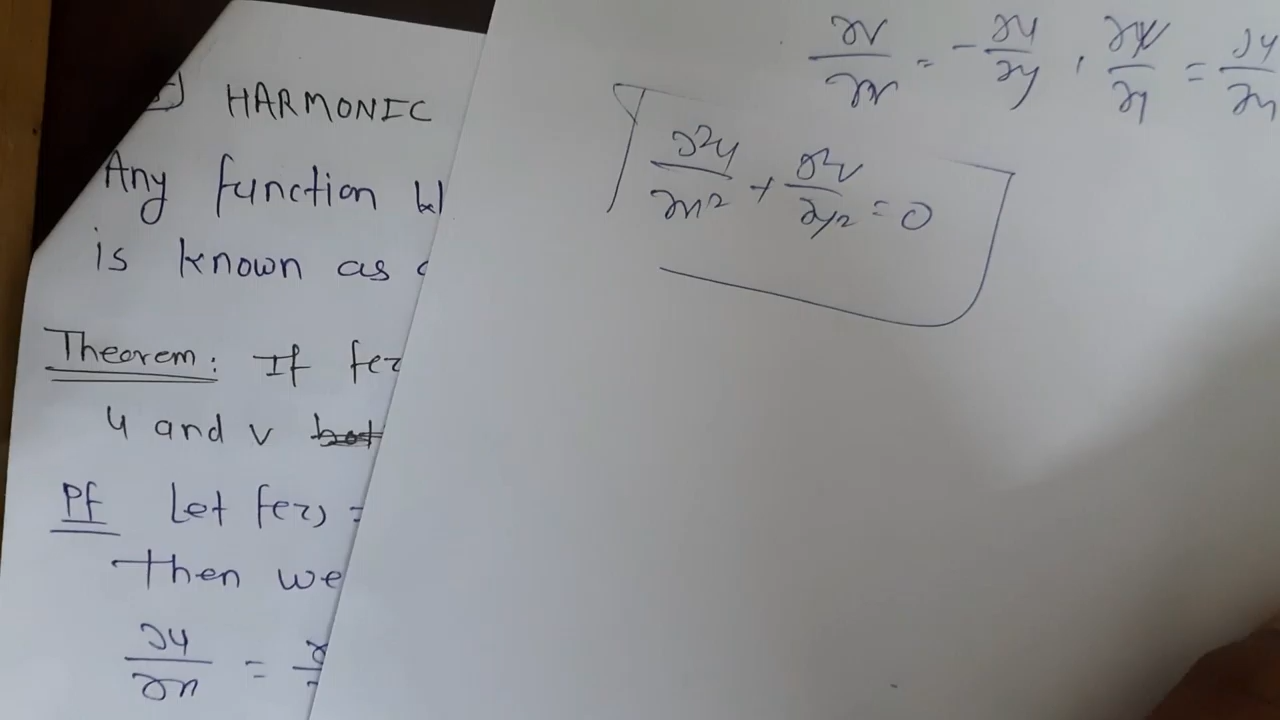 HARMONIC
Any function
is known as
Theorem: If f(z
u and v
Pf Let f(z) =
Then we
∂u/∂x =
∂v/∂x = -∂u/∂y , ∂v/∂y = ∂u/∂x
∂²u/∂x² + ∂²v/∂y² = 0